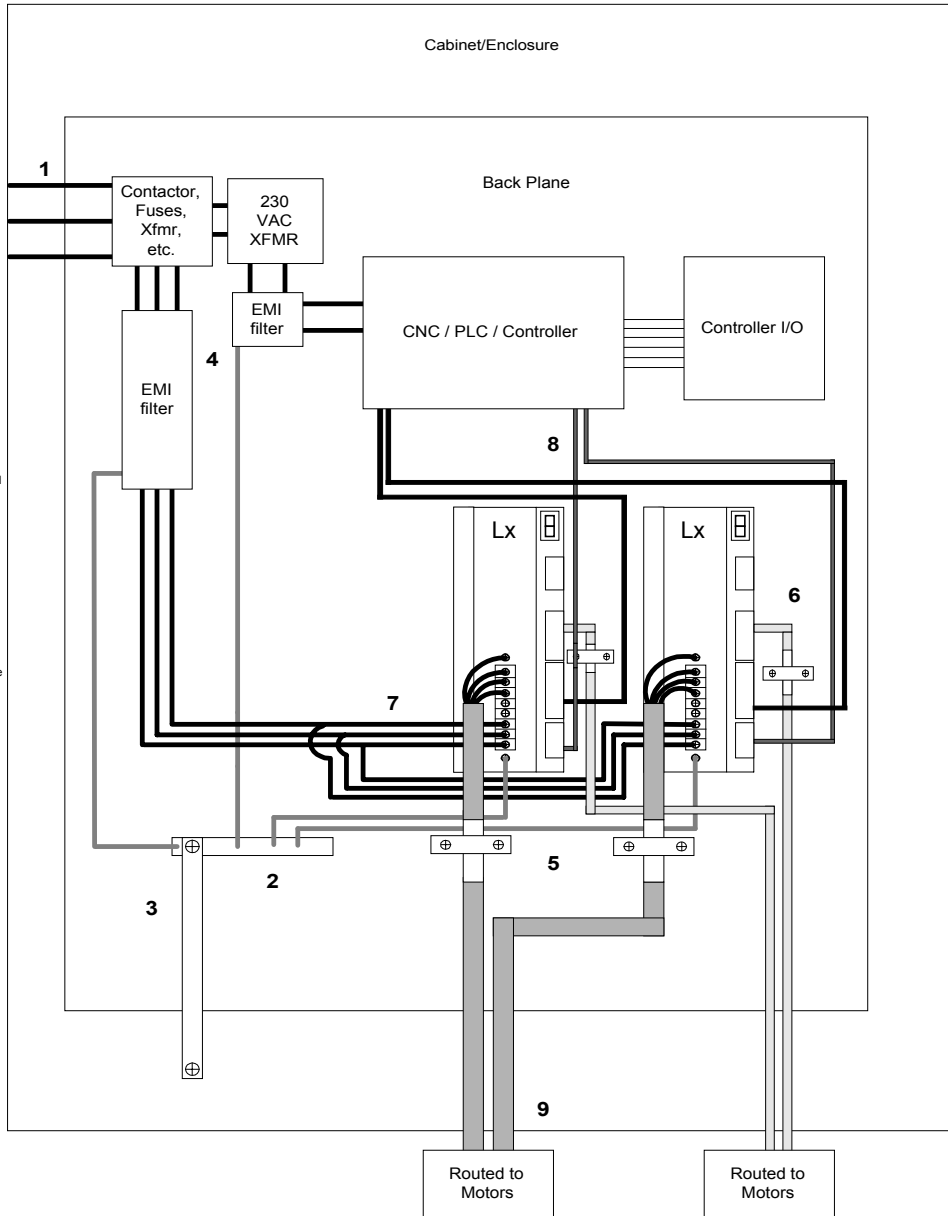 Cabinet/Enclosure
Back Plane
1
Contactor,
Fuses,
Xfmr,
etc.
230
VAC
XFMR
EMI
filter
CNC / PLC / Controller
Controller I/O
4
EMI
filter
8
Lx
Lx
6
7
5
2
3
9
Routed to
Motors
Routed to
Motors